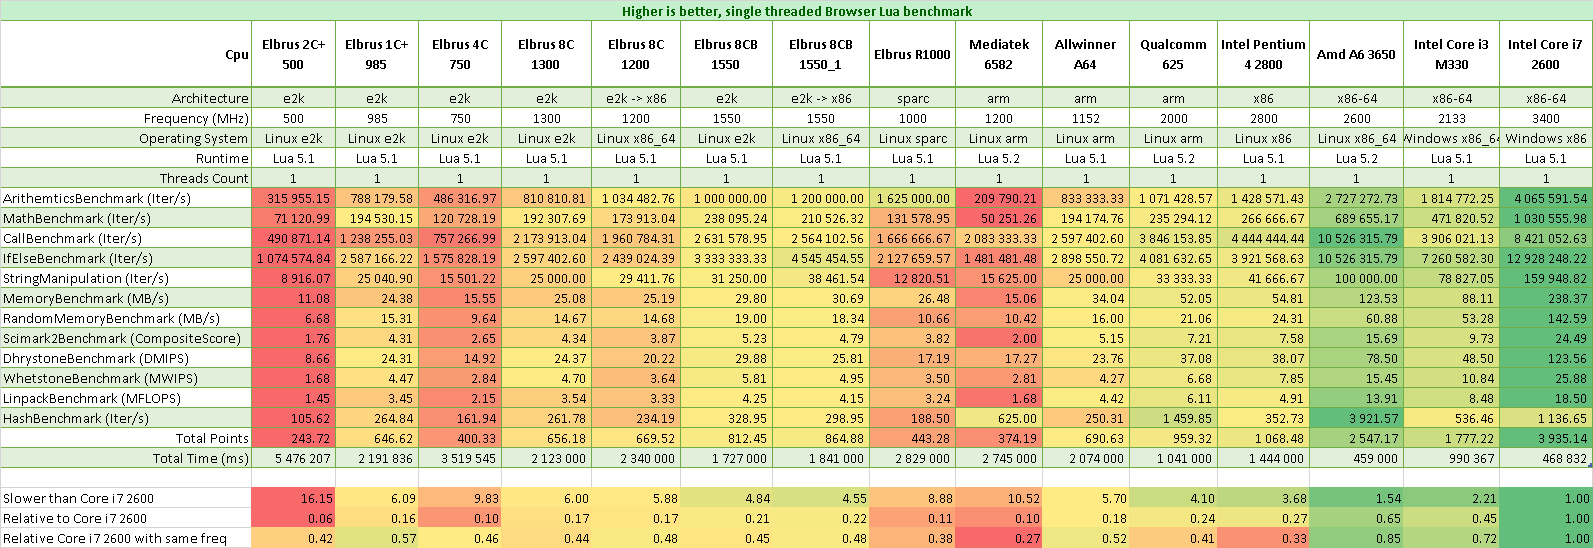 Higher is better, single threaded Browser Lua benchmark
Cpu Elbrus 2C+ 500 Elbrus 1C+ 985 Elbrus 4C 750 Elbrus 8C 1300 Elbrus 8C 1200 Elbrus 8CB 1550 Elbrus 8CB 1550_1 Elbrus R1000 Mediatek 6582 Allwinner A64 Qualcomm 625 Intel Pentium 4 2800 Amd A6 3650 Intel Core i3 M330 Intel Core i7 2600
Architecture e2k e2k e2k e2k e2k -> x86 e2k e2k -> x86 sparc arm arm arm x86 x86-64 x86-64 x86-64
Frequency (MHz) 500 985 750 1300 1200 1550 1550 1000 1200 1152 2000 2800 2600 2133 3400
Operating System Linux e2k Linux e2k Linux e2k Linux e2k Linux x86_64 Linux e2k Linux x86_64 Linux sparc Linux arm Linux arm Linux arm Linux x86 Linux x86_64 Windows x86_64 Windows x86
Runtime Lua 5.1 Lua 5.1 Lua 5.1 Lua 5.1 Lua 5.1 Lua 5.1 Lua 5.1 Lua 5.1 Lua 5.2 Lua 5.1 Lua 5.1 Lua 5.1 Lua 5.2 Lua 5.1 Lua 5.1
Threads Count 1 1 1 1 1 1 1 1 1 1 1 1 1 1 1
ArithemticsBenchmark (Iter/s) 315 955.15 788 179.58 486 316.97 810 810.81 1 034 482.76 1 000 000.00 1 200 000.00 1 625 000.00 209 790.21 833 333.33 1 071 428.57 1 428 571.43 2 727 272.73 1 814 772.25 4 065 591.54
MathBenchmark (Iter/s) 71 120.99 194 530.15 120 728.19 192 307.69 173 913.04 238 095.24 210 526.32 131 578.95 50 251.26 194 174.76 235 294.12 266 666.67 689 655.17 471 820.52 1 030 555.98
CallBenchmark (Iter/s) 490 871.14 1 238 255.03 757 266.99 2 173 913.04 1 960 784.31 2 631 578.95 2 564 102.56 1 666 666.67 2 083 333.33 2 597 402.60 3 846 153.85 4 444 444.44 10 526 315.79 3 906 021.13 8 421 052.63
IfElseBenchmark (Iter/s) 1 074 574.84 2 587 166.22 1 575 828.19 2 597 402.60 2 439 024.39 3 333 333.33 4 545 454.55 2 127 659.57 1 481 481.48 2 898 550.72 4 081 632.65 3 921 568.63 10 526 315.79 7 260 582.30 12 928 248.22
StringManipulation (Iter/s) 8 916.07 25 040.90 15 501.22 25 000.00 29 411.76 31 250.00 38 461.54 12 820.51 15 625.00 25 000.00 33 333.33 41 666.67 100 000.00 78 827.05 159 948.82
MemoryBenchmark (MB/s) 11.08 24.38 15.55 25.08 25.19 29.80 30.69 26.48 15.06 34.04 52.05 54.81 123.53 88.11 238.37
RandomMemoryBenchmark (MB/s) 6.68 15.31 9.64 14.67 14.68 19.00 18.34 10.66 10.42 16.00 21.06 24.31 60.88 53.28 142.59
Scimark2Benchmark (CompositeScore) 1.76 4.31 2.65 4.34 3.87 5.23 4.79 3.82 2.00 5.15 7.21 7.58 15.69 9.73 24.49
DhrystoneBenchmark (DMIPS) 8.66 24.31 14.92 24.37 20.22 29.88 25.81 17.19 17.27 23.76 37.08 38.07 78.50 48.50 123.56
WhetstoneBenchmark (MWIPS) 1.68 4.47 2.84 4.70 3.64 5.81 4.95 3.50 2.81 4.27 6.68 7.85 15.45 10.84 25.88
LinpackBenchmark (MFLOPS) 1.45 3.45 2.15 3.54 3.33 4.25 4.15 3.24 1.68 4.42 6.11 4.91 13.91 8.48 18.50
HashBenchmark (Iter/s) 105.62 264.84 161.94 261.78 234.19 328.95 298.95 188.50 625.00 250.31 1 459.85 352.73 3 921.57 536.46 1 136.65
Total Points 243.72 646.62 400.33 656.18 669.52 812.45 864.88 443.28 374.19 690.63 959.32 1 068.48 2 547.17 1 777.22 3 935.14
Total Time (ms) 5 476 207 2 191 836 3 519 545 2 123 000 2 340 000 1 727 000 1 841 000 2 829 000 2 745 000 2 074 000 1 041 000 1 444 000 459 000 990 367 468 832
Slower than Core i7 2600 16.15 6.09 9.83 6.00 5.88 4.84 4.55 8.88 10.52 5.70 4.10 3.68 1.54 2.21 1.00
Relative to Core i7 2600 0.06 0.16 0.10 0.17 0.17 0.21 0.22 0.11 0.10 0.18 0.24 0.27 0.65 0.45 1.00
Relative Core i7 2600 with same freq 0.42 0.57 0.46 0.44 0.48 0.45 0.48 0.38 0.27 0.52 0.41 0.33 0.85 0.72 1.00